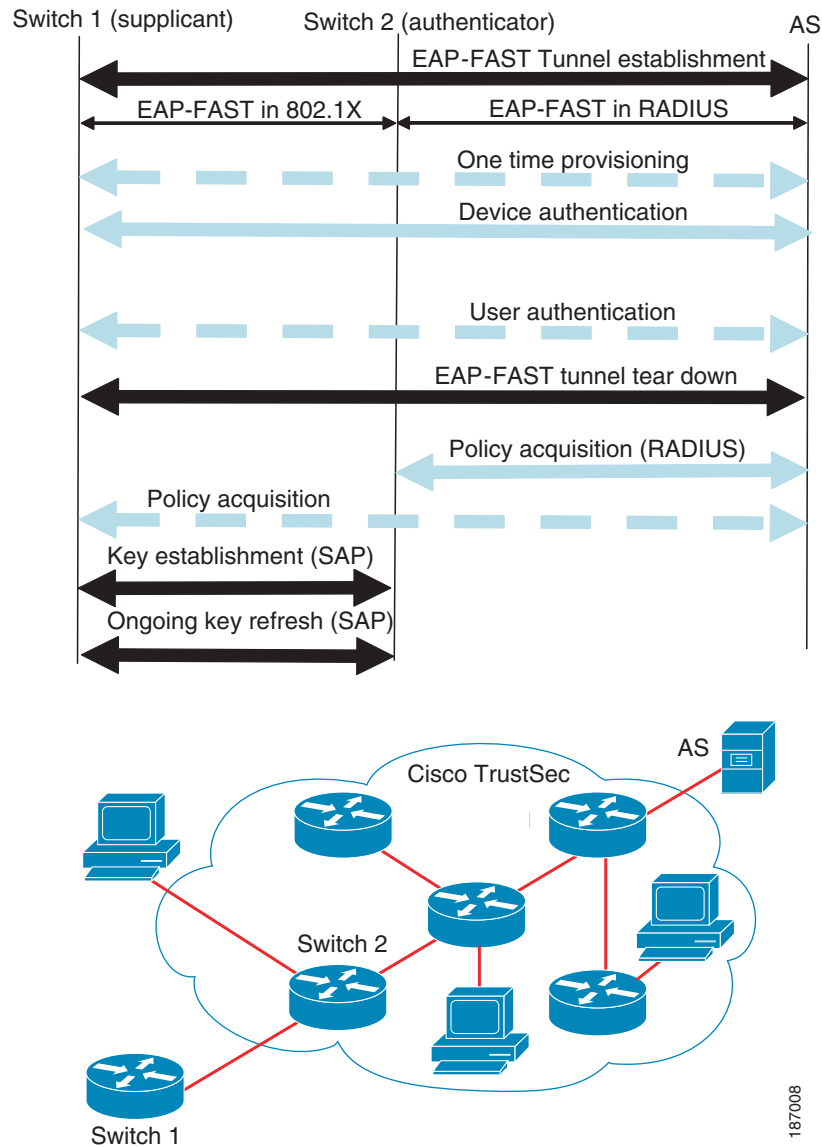 Switch 1 (supplicant)
Switch 2 (authenticator)
AS
EAP-FAST Tunnel establishment
EAP-FAST in 802.1X
EAP-FAST in RADIUS
One time provisioning
Device authentication
User authentication
EAP-FAST tunnel tear down
Policy acquisition (RADIUS)
Policy acquisition
Key establishment (SAP)
Ongoing key refresh (SAP)
AS
Cisco TrustSec
Switch 2
Switch 1
187008